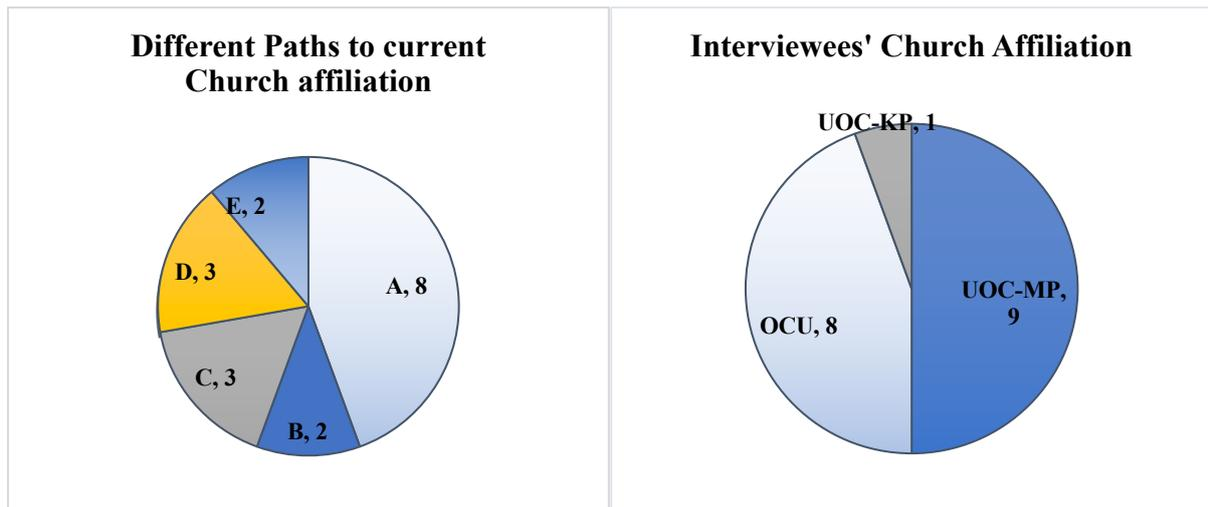 Different Paths to current
Church affiliation
E, 2
D, 3
A, 8
C, 3
B, 2
Interviewees' Church Affiliation
UOC-KP, 1
UOC-MP,
9
OCU, 8